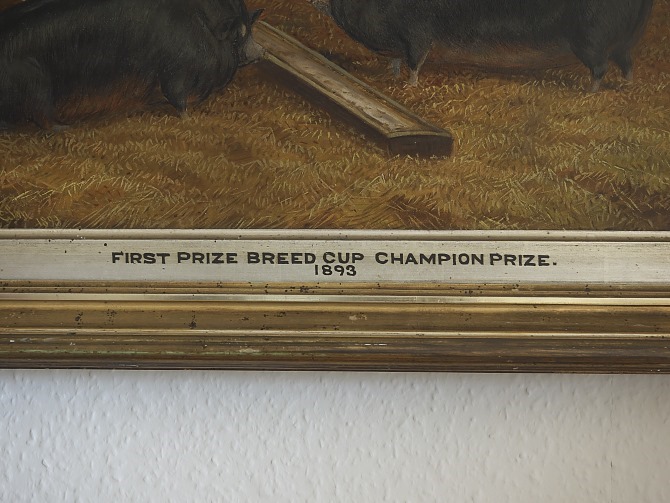 FIRST PRIZE BREED CUP CHAMPION PRIZE.
1893